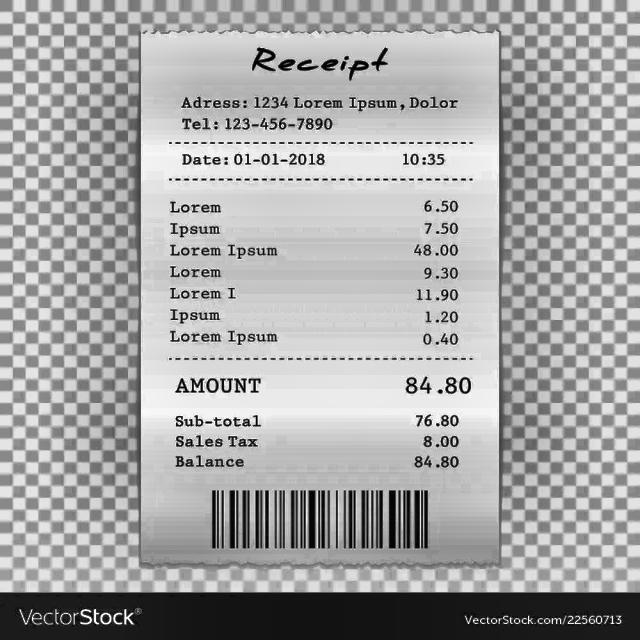 Receipt
Adress: 1234 Lorem Ipsum, Dolor
Tel: 123-456-7890
Date: 01-01-2018 10:35
Lorem 6.50
Ipsum 7.50
Lorem Ipsum 48.00
Lorem 9.30
Lorem I 11.90
Ipsum 1.20
Lorem Ipsum 0.40
AMOUNT 84.80
Sub-total 76.80
Sales Tax 8.00
Balance 84.80
VectorStock® VectorStock.com/22560713